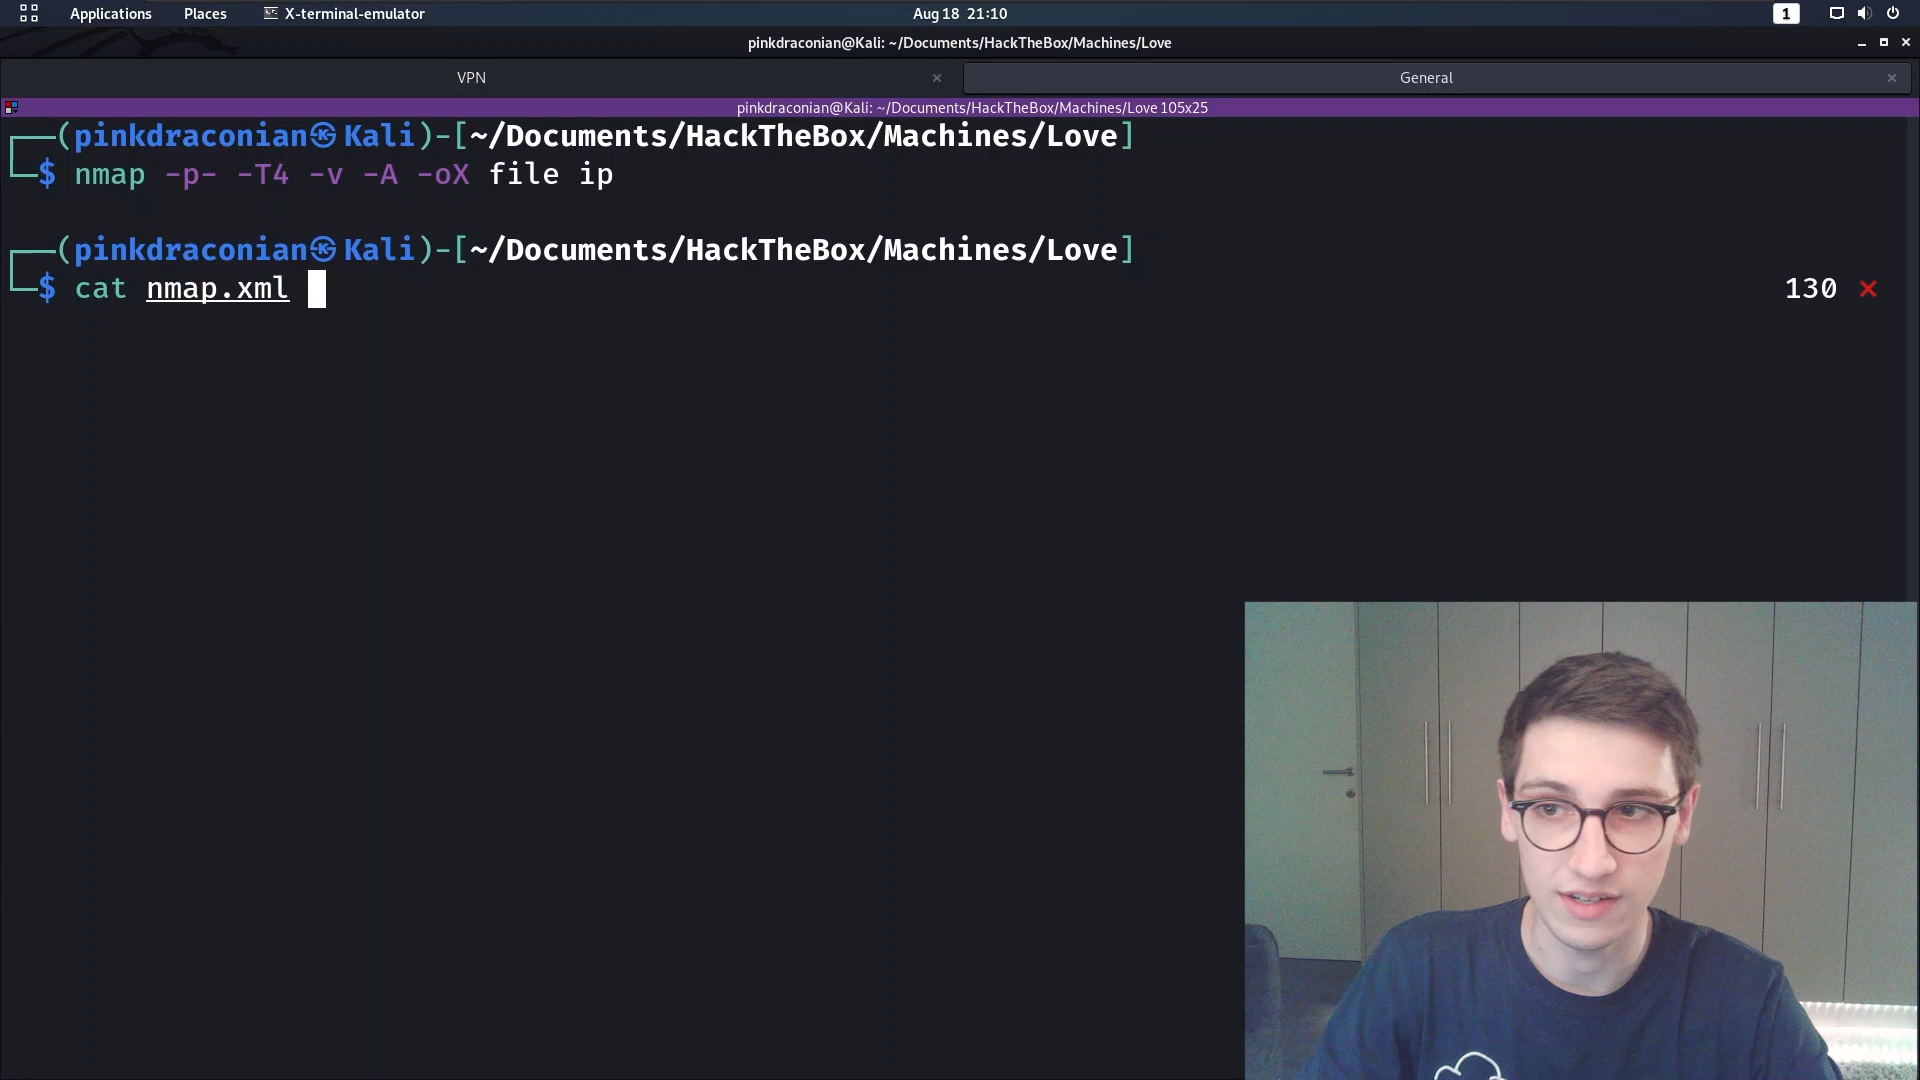 Applications Places X-terminal-emulator Aug 18 21:10 1
pinkdraconian@Kali: ~/Documents/HackTheBox/Machines/Love
VPN × General ×
pinkdraconian@Kali: ~/Documents/HackTheBox/Machines/Love 105x25
┌──(pinkdraconian㉿Kali)-[~/Documents/HackTheBox/Machines/Love]
└─$ nmap -p- -T4 -v -A -oX file ip
┌──(pinkdraconian㉿Kali)-[~/Documents/HackTheBox/Machines/Love]
└─$ cat nmap.xml 130 ⨯